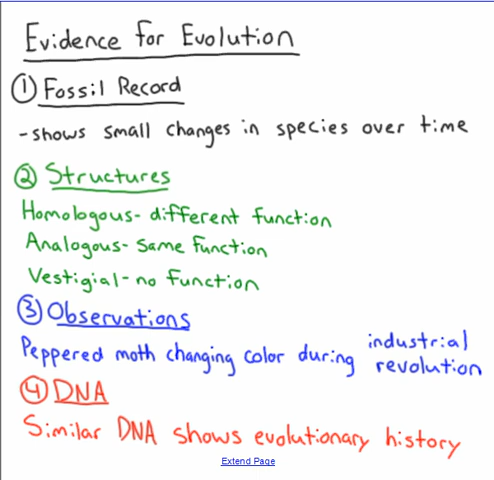 Evidence for Evolution
① Fossil Record
-shows small changes in species over time
② Structures
Homologous- different function
Analogous- same function
Vestigial- no function
③ Observations
Peppered moth changing color during industrial revolution
④ DNA
Similar DNA shows evolutionary history
Extend Page